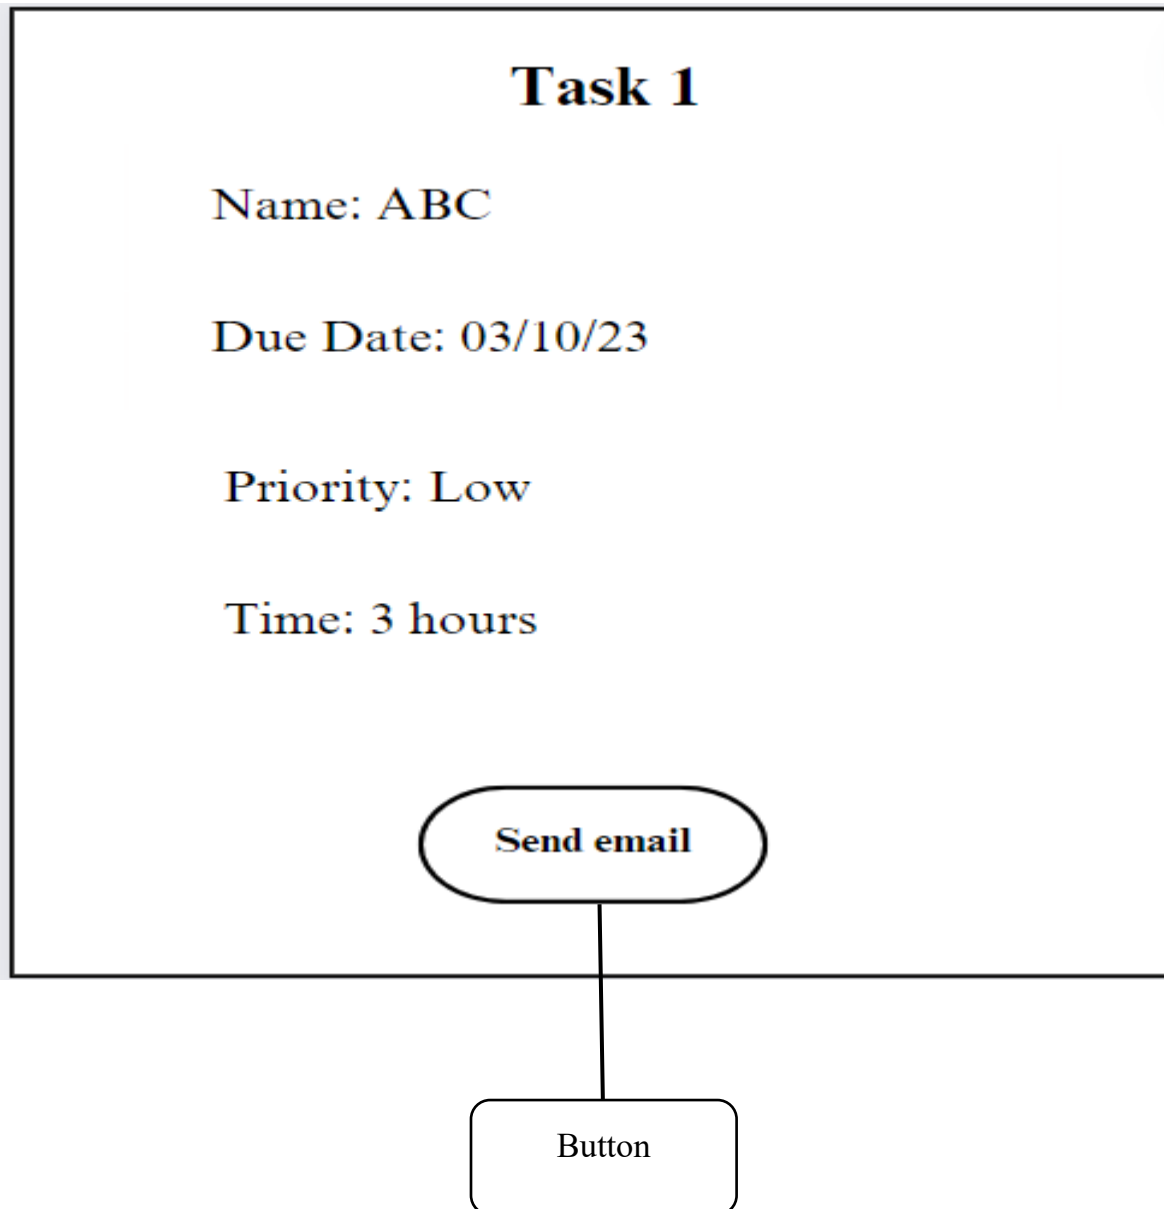 Task 1
Name: ABC
Due Date: 03/10/23
Priority: Low
Time: 3 hours
Send email
Button